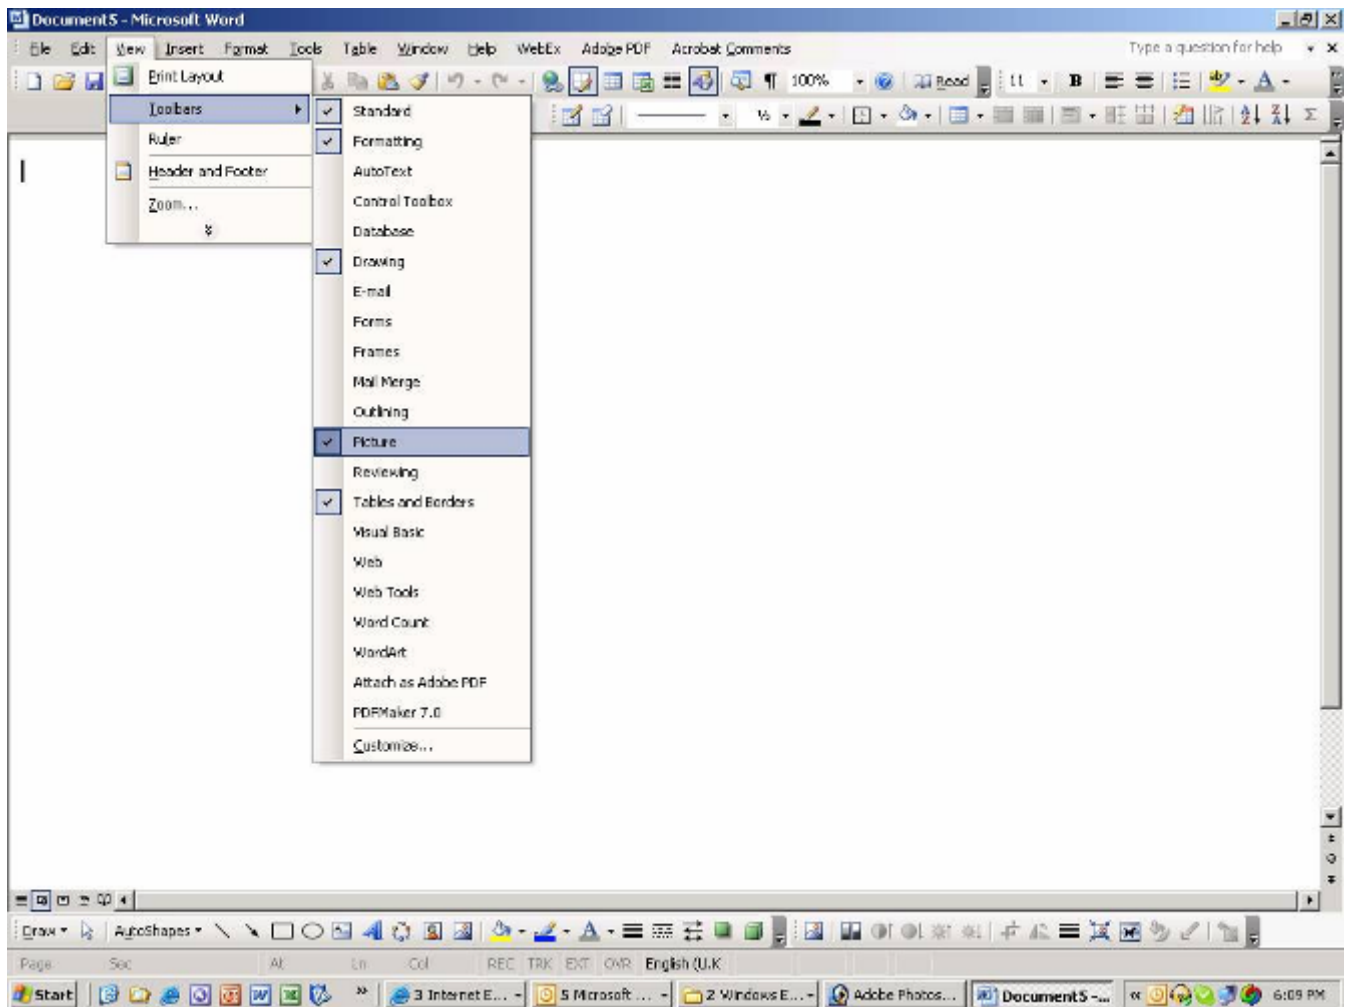 Document5 - Microsoft Word
File Edit View Insert Format Tools Table Window Help WebEx Adobe PDF Acrobat Comments Type a question for help
Print Layout
100% Read 11 B A
Toolbars
Standard
½
Ruler
Formatting
Header and Footer
AutoText
Zoom...
Control Toolbox
Database
Drawing
E-mail
Forms
Frames
Mail Merge
Outlining
Picture
Reviewing
Tables and Borders
Visual Basic
Web
Web Tools
Word Count
WordArt
Attach as Adobe PDF
PDFMaker 7.0
Customize...
Draw AutoShapes A
Page Sec At Ln Col REC TRK EXT OVR English (U.K
Start 3 Internet E... 5 Microsoft ... 2 Windows E... Adobe Photos... Document5 -... 6:09 PM